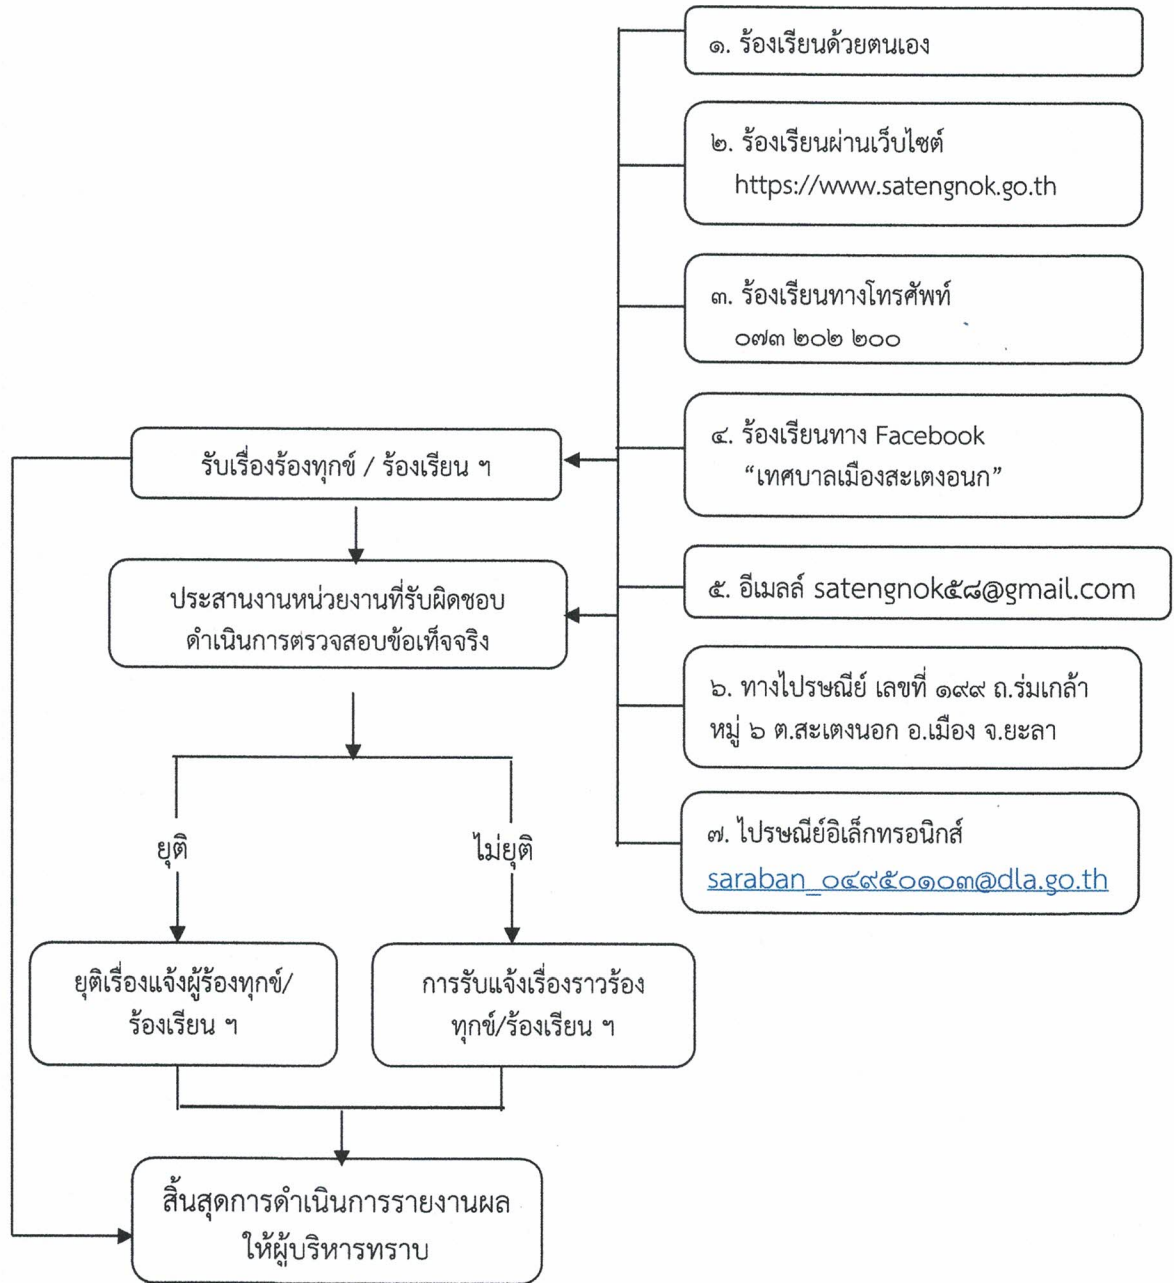 ๑. ร้องเรียนด้วยตนเอง
๒. ร้องเรียนผ่านเว็บไซต์
https://www.satengnok.go.th
๓. ร้องเรียนทางโทรศัพท์
๐๗๓ ๒๐๒ ๒๐๐
๔. ร้องเรียนทาง Facebook
“เทศบาลเมืองสะเตงอนก”
๕. อีเมลล์ satengnok๕๘@gmail.com
๖. ทางไปรษณีย์ เลขที่ ๑๙๙ ถ.ร่มเกล้า
หมู่ ๖ ต.สะเตงนอก อ.เมือง จ.ยะลา
๗. ไปรษณีย์อิเล็กทรอนิกส์
saraban_๐๔๙๕๐๑๐๓@dla.go.th
รับเรื่องร้องทุกข์ / ร้องเรียน ฯ
ประสานงานหน่วยงานที่รับผิดชอบ
ดำเนินการตรวจสอบข้อเท็จจริง
ยุติ
ไม่ยุติ
ยุติเรื่องแจ้งผู้ร้องทุกข์/
ร้องเรียน ฯ
การรับแจ้งเรื่องราวร้อง
ทุกข์/ร้องเรียน ฯ
สิ้นสุดการดำเนินการรายงานผล
ให้ผู้บริหารทราบ